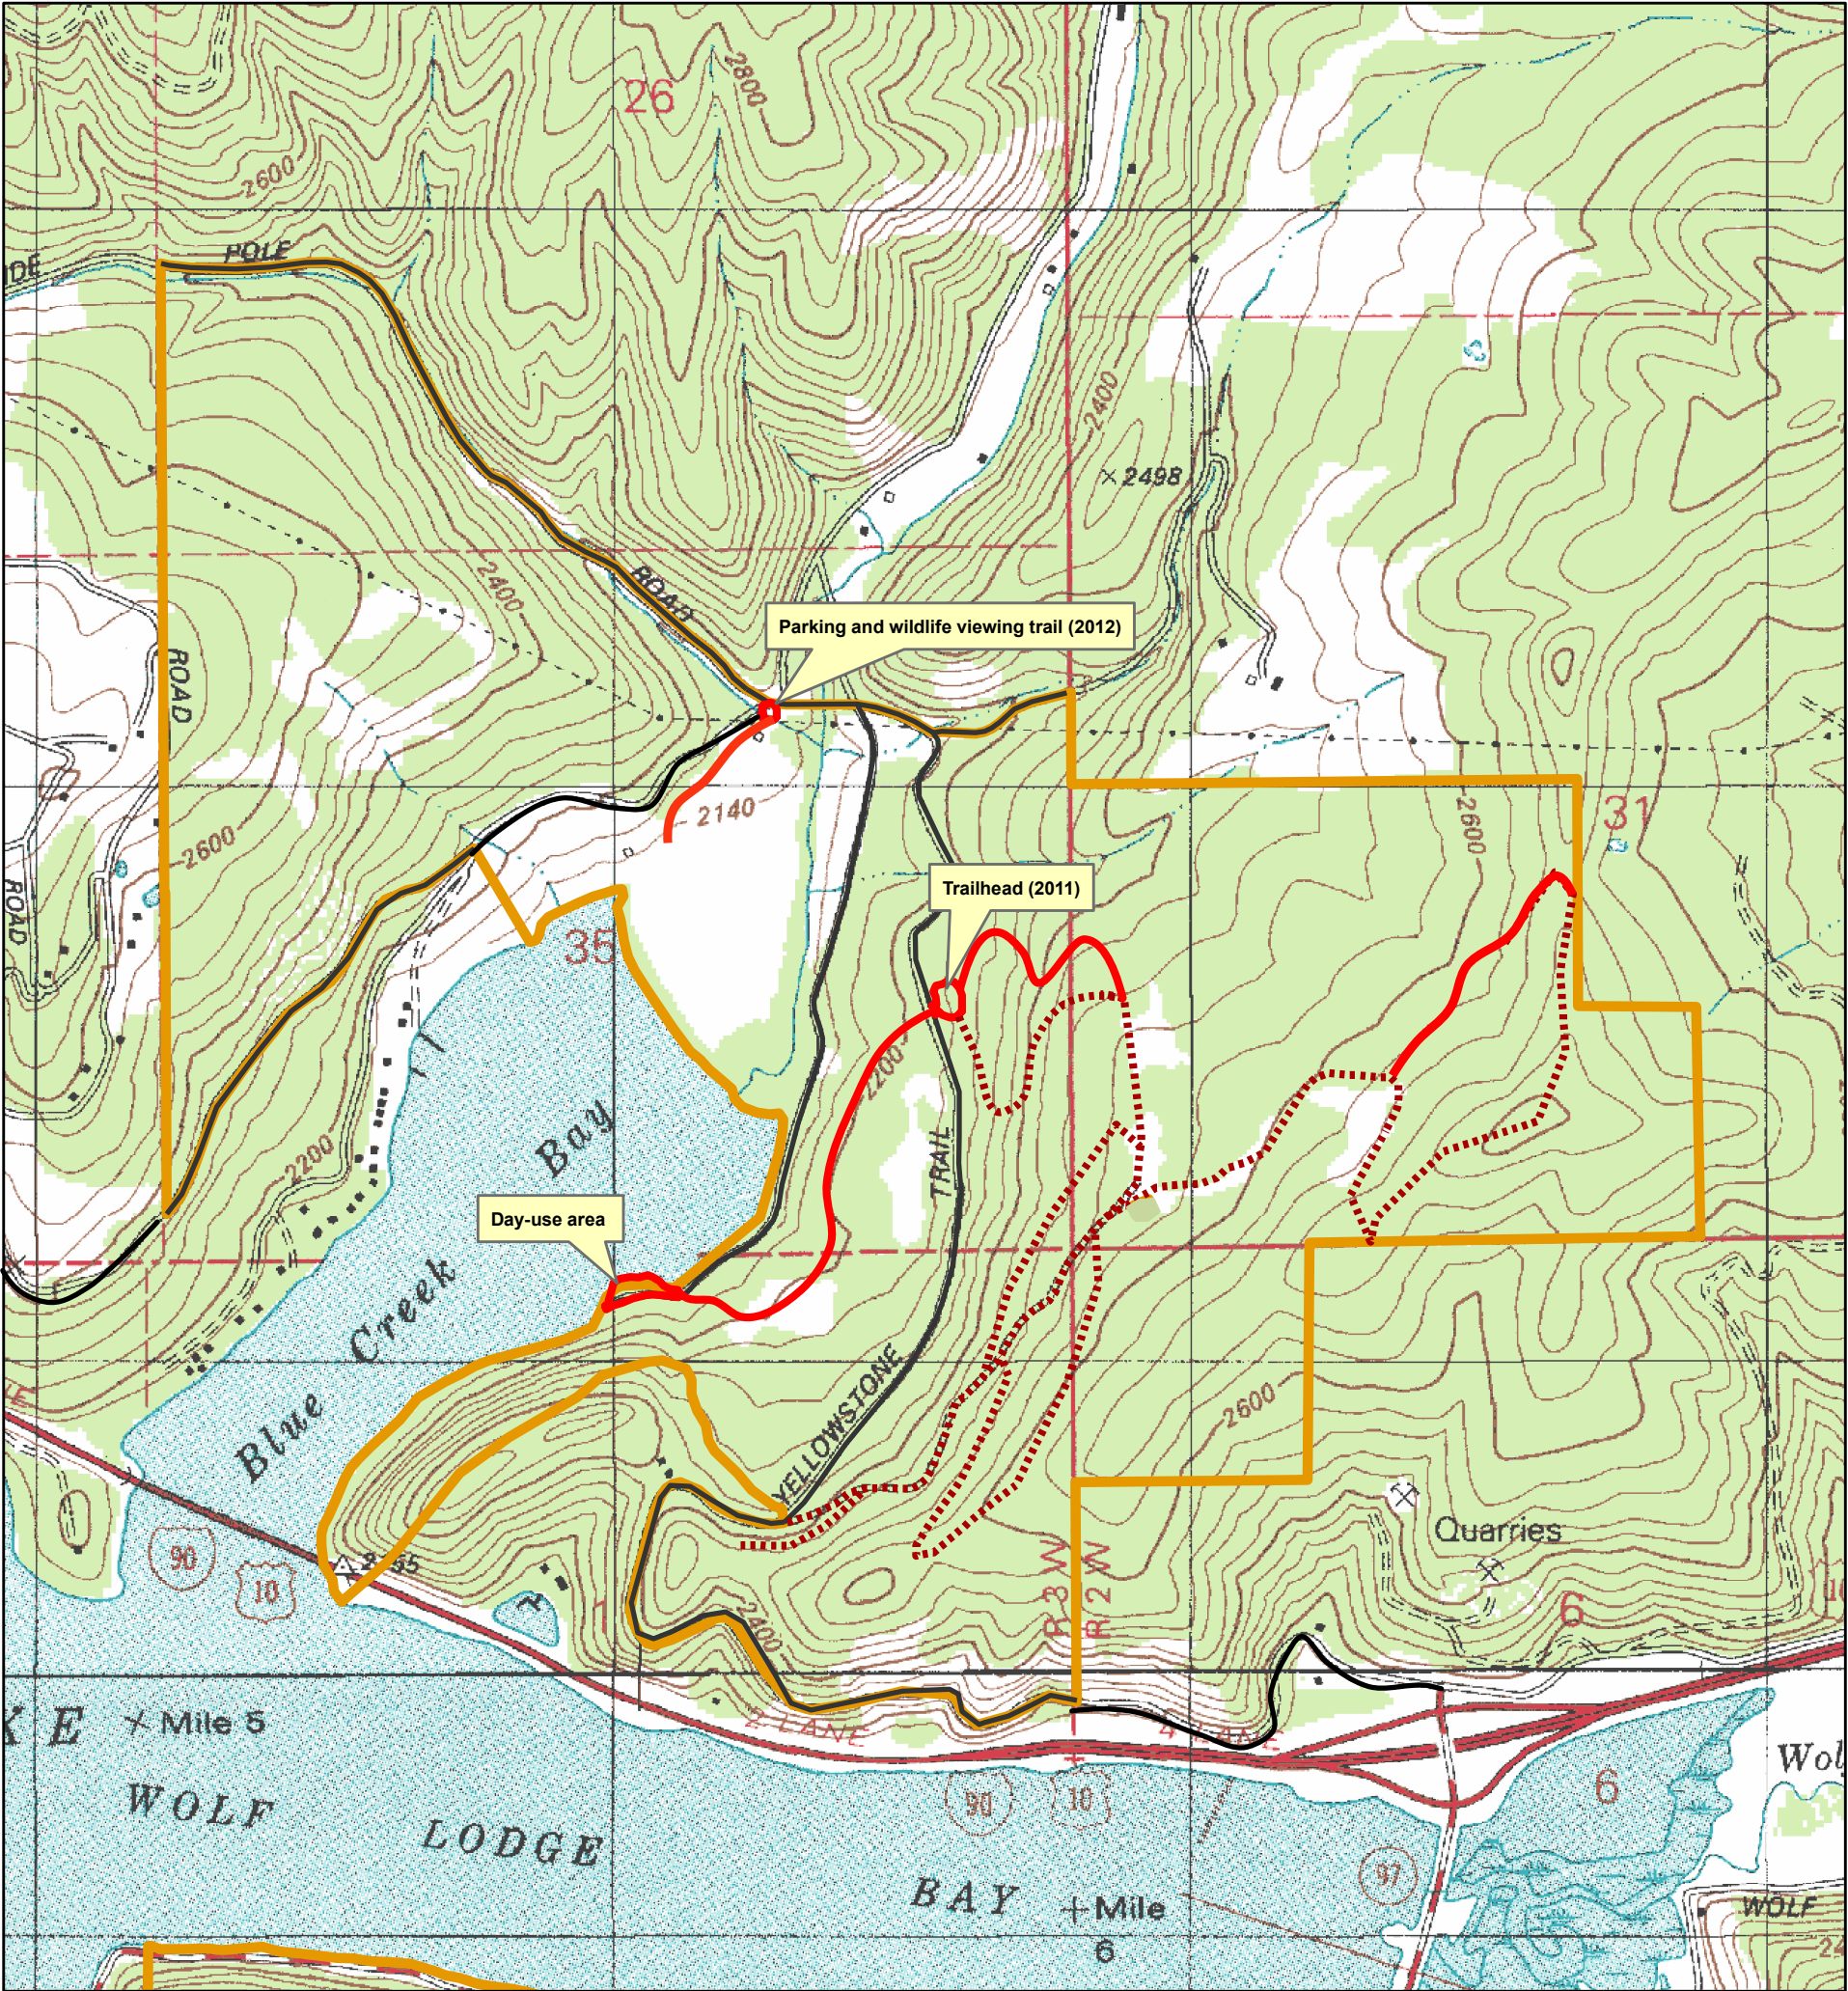 26
2800
2600
POLE
IDE
2400
× 2498
2400
ROAD
ROAD
Parking and wildlife viewing trail (2012)
2140
2600
31
2600
ROAD
Trailhead (2011)
35
2200
Bay
2200
TRAIL
Day-use area
Creek
Blue
YELLOWSTONE
2600
Quarries
90
10
R 3 W
R 2 W
6
2400
2 LANE
4 LANE
KE
Mile 5
WOLF
LODGE
BAY
90
10
6
Wol
97
Mile
6
WOLF